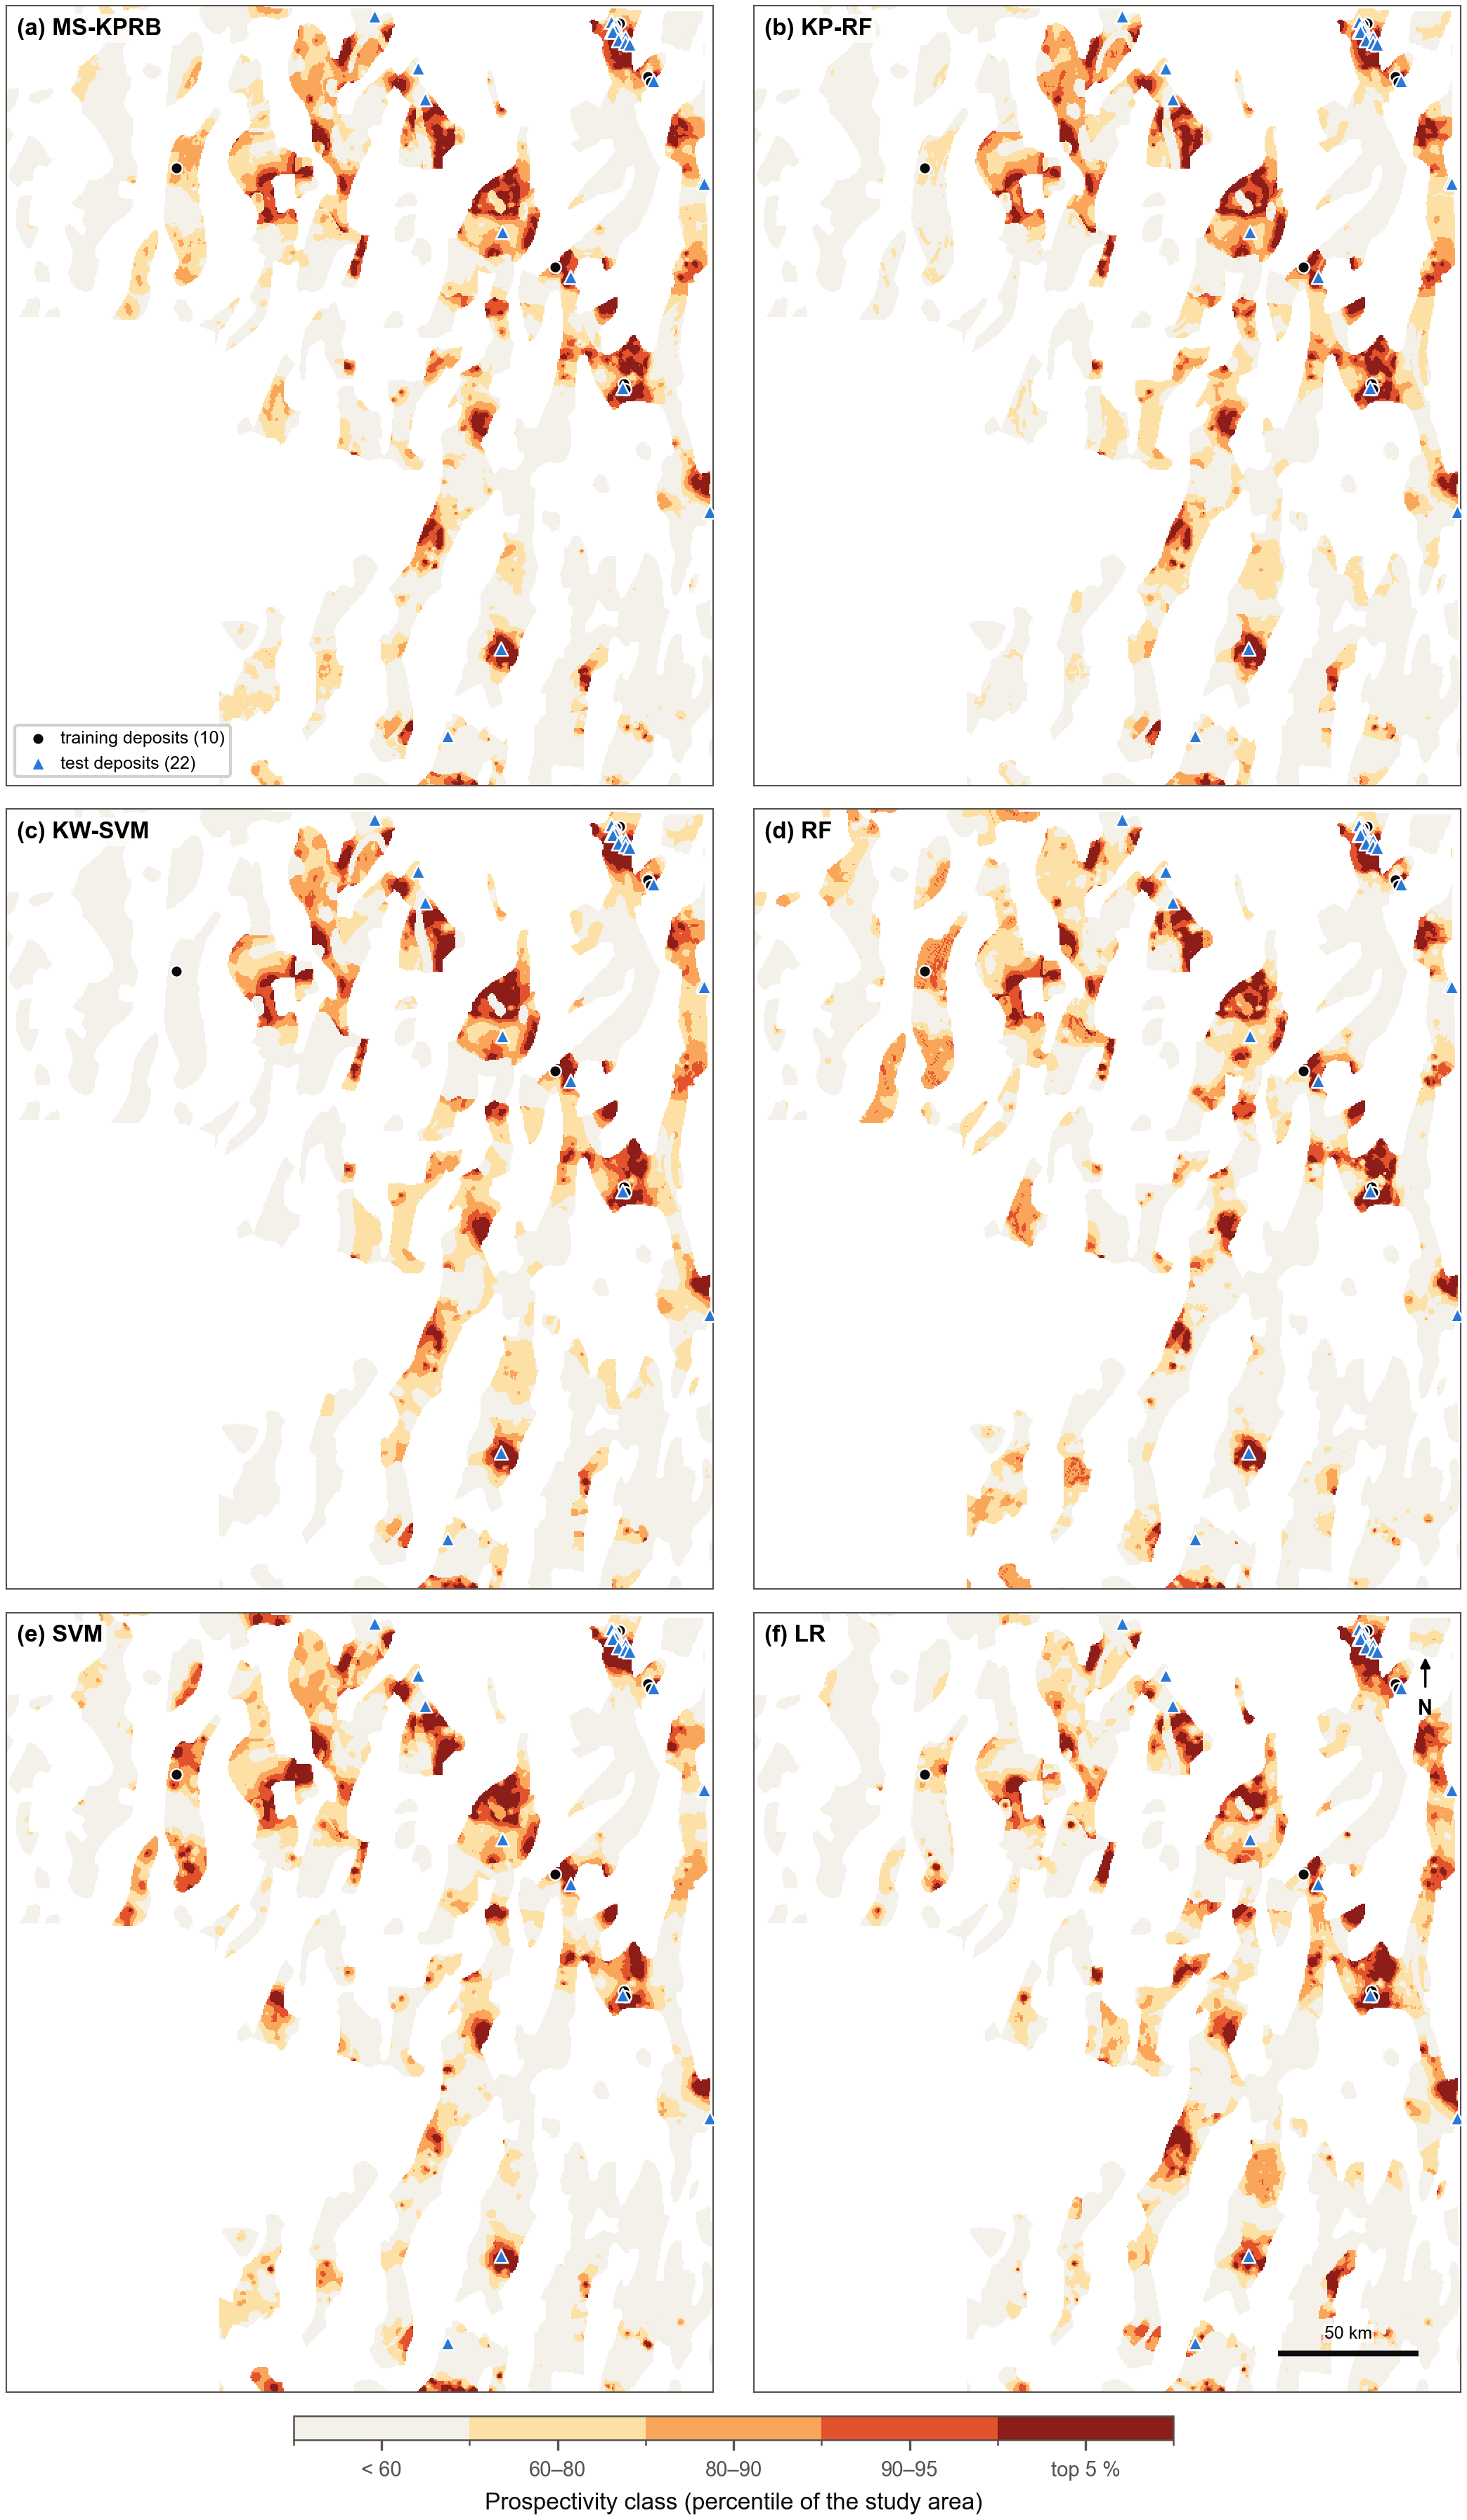 (a) MS-KPRB
(b) KP-RF
training deposits (10)
test deposits (22)
(c) KW-SVM
(d) RF
(e) SVM
(f) LR
N
50 km
< 60
60–80
80–90
90–95
top 5 %
Prospectivity class (percentile of the study area)